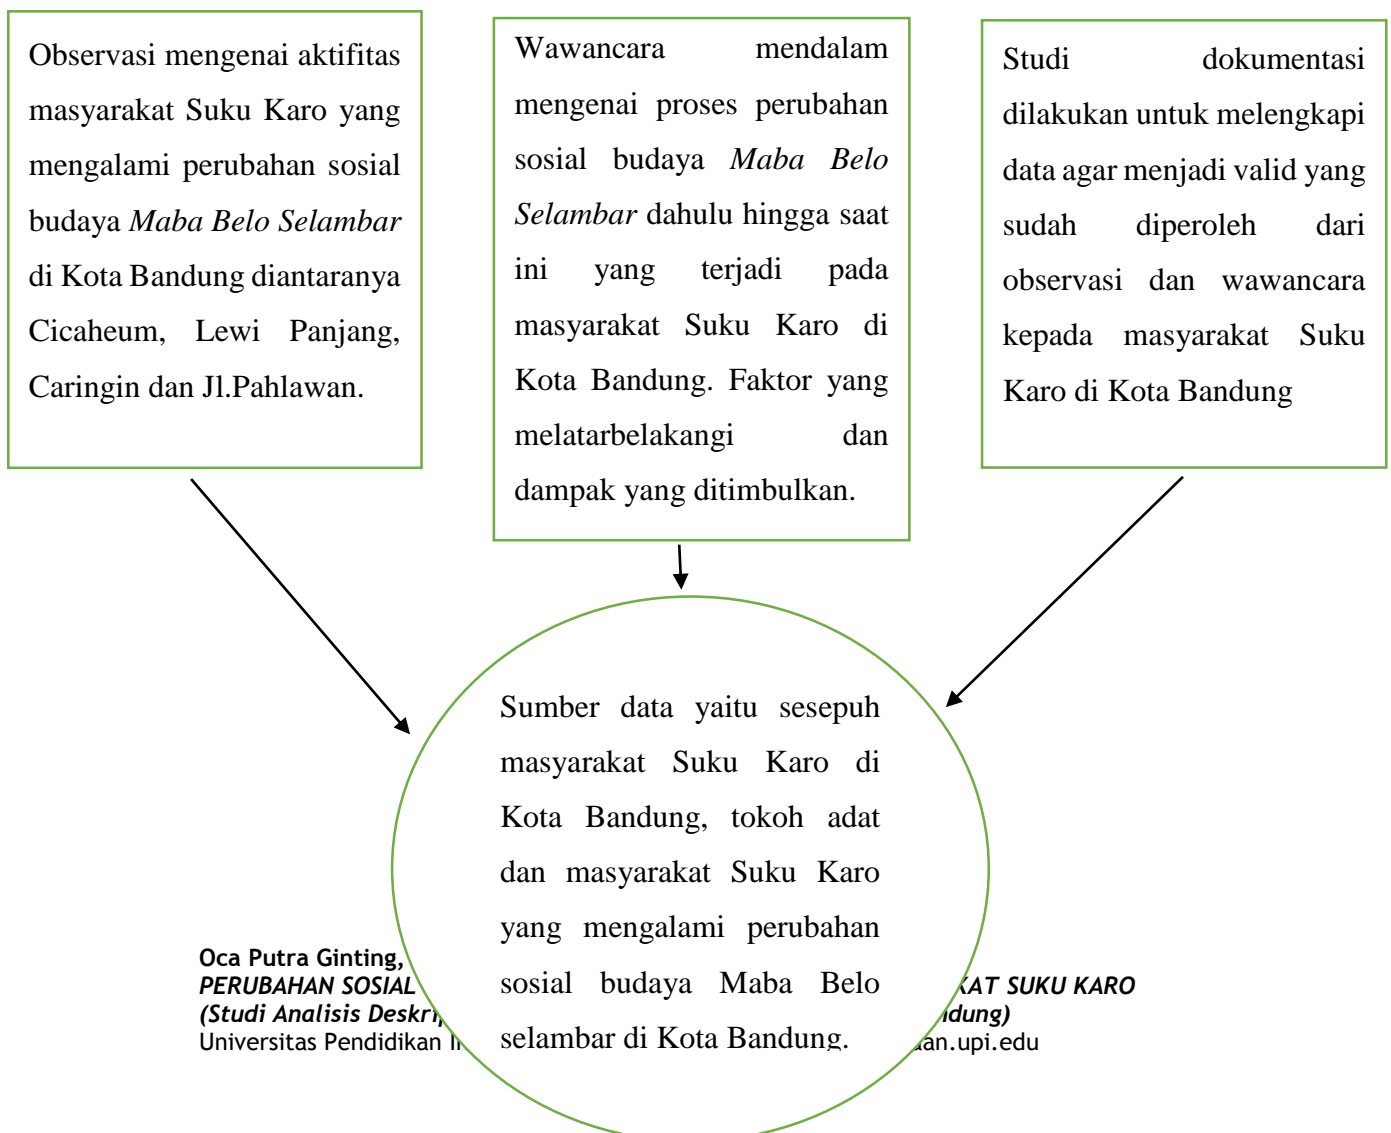 Observasi mengenai aktifitas
masyarakat Suku Karo yang
mengalami perubahan sosial
budaya Maba Belo Selambar
di Kota Bandung diantaranya
Cicaheum, Lewi Panjang,
Caringin dan Jl.Pahlawan.
Wawancara mendalam
mengenai proses perubahan
sosial budaya Maba Belo
Selambar dahulu hingga saat
ini yang terjadi pada
masyarakat Suku Karo di
Kota Bandung. Faktor yang
melatarbelakangi dan
dampak yang ditimbulkan.
Studi dokumentasi
dilakukan untuk melengkapi
data agar menjadi valid yang
sudah diperoleh dari
observasi dan wawancara
kepada masyarakat Suku
Karo di Kota Bandung
Sumber data yaitu sesepuh
masyarakat Suku Karo di
Kota Bandung, tokoh adat
dan masyarakat Suku Karo
yang mengalami perubahan
sosial budaya Maba Belo
selambar di Kota Bandung.
Oca Putra Ginting,
PERUBAHAN SOSIAL SUKU KARO
(Studi Analisis
Universitas Pendidikan